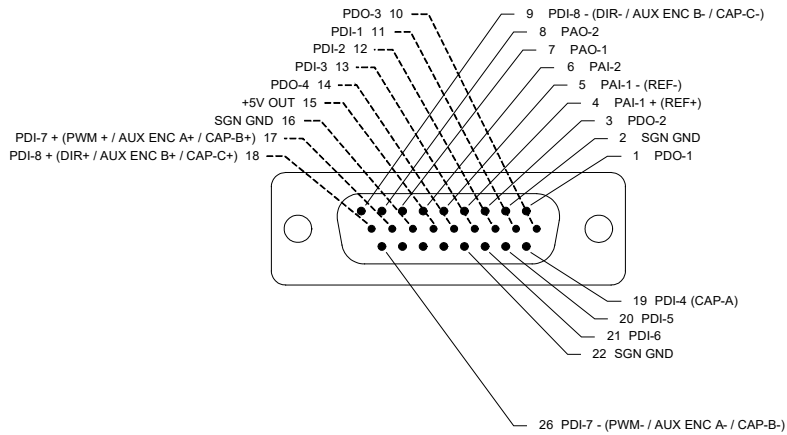 PDO-3 10
PDI-1 11
PDI-2 12
PDI-3 13
PDO-4 14
+5V OUT 15
SGN GND 16
PDI-7 + (PWM + / AUX ENC A+ / CAP-B+) 17
PDI-8 + (DIR+ / AUX ENC B+ / CAP-C+) 18
9 PDI-8 - (DIR- / AUX ENC B- / CAP-C-)
8 PAO-2
7 PAO-1
6 PAI-2
5 PAI-1 - (REF-)
4 PAI-1 + (REF+)
3 PDO-2
2 SGN GND
1 PDO-1
19 PDI-4 (CAP-A)
20 PDI-5
21 PDI-6
22 SGN GND
26 PDI-7 - (PWM- / AUX ENC A- / CAP-B-)